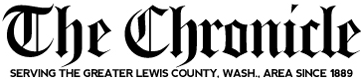 The Chronicle
SERVING THE GREATER LEWIS COUNTY, WASH., AREA SINCE 1889